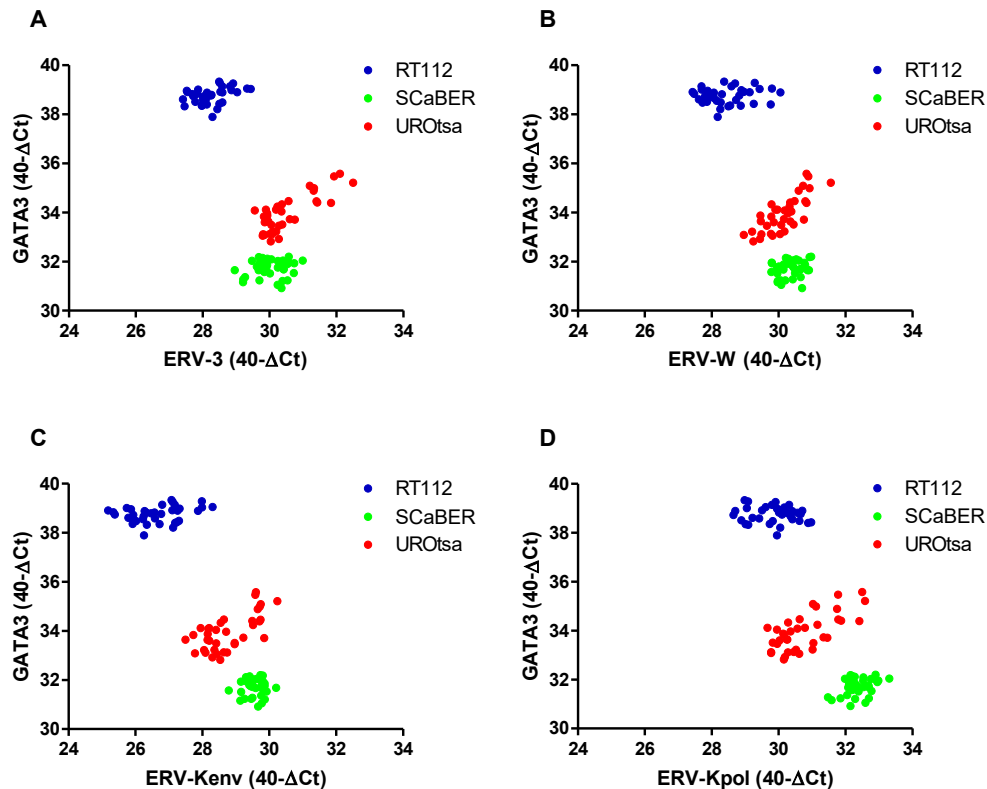 A
GATA3 (40-ΔCt)
40
38
36
34
32
30
24 26 28 30 32 34
ERV-3 (40-ΔCt)
RT112
SCaBER
UROtsa
B
GATA3 (40-ΔCt)
40
38
36
34
32
30
24 26 28 30 32 34
ERV-W (40-ΔCt)
RT112
SCaBER
UROtsa
C
GATA3 (40-ΔCt)
40
38
36
34
32
30
24 26 28 30 32 34
ERV-Kenv (40-ΔCt)
RT112
SCaBER
UROtsa
D
GATA3 (40-ΔCt)
40
38
36
34
32
30
24 26 28 30 32 34
ERV-Kpol (40-ΔCt)
RT112
SCaBER
UROtsa